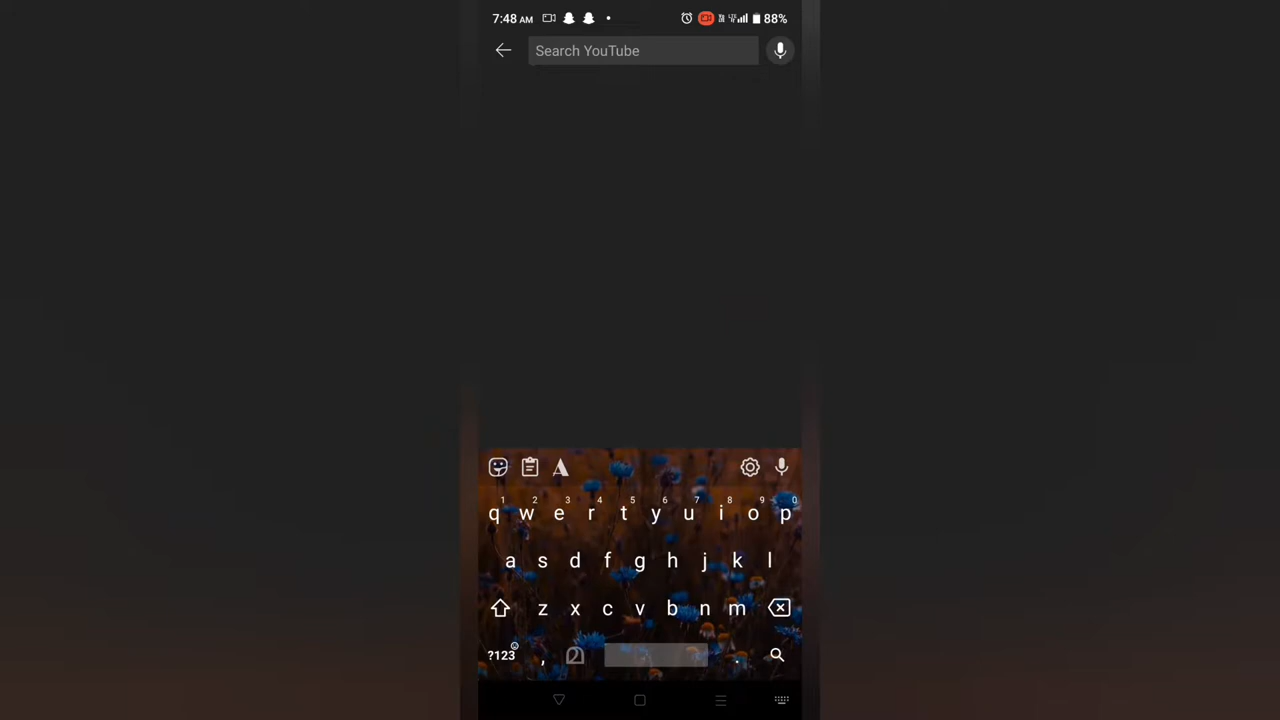 7:48 AM 88%
Search YouTube
1 2 3 4 5 6 7 8 9 0
q w e r t y u i o p
a s d f g h j k l
z x c v b n m
?123 , മ .